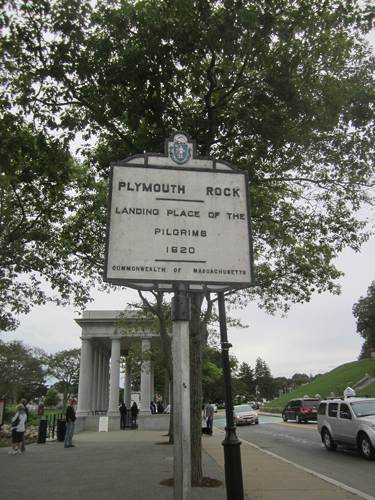 PLYMOUTH ROCK
LANDING PLACE OF THE
PILGRIMS
1620
COMMONWEALTH OF MASSACHUSETTS